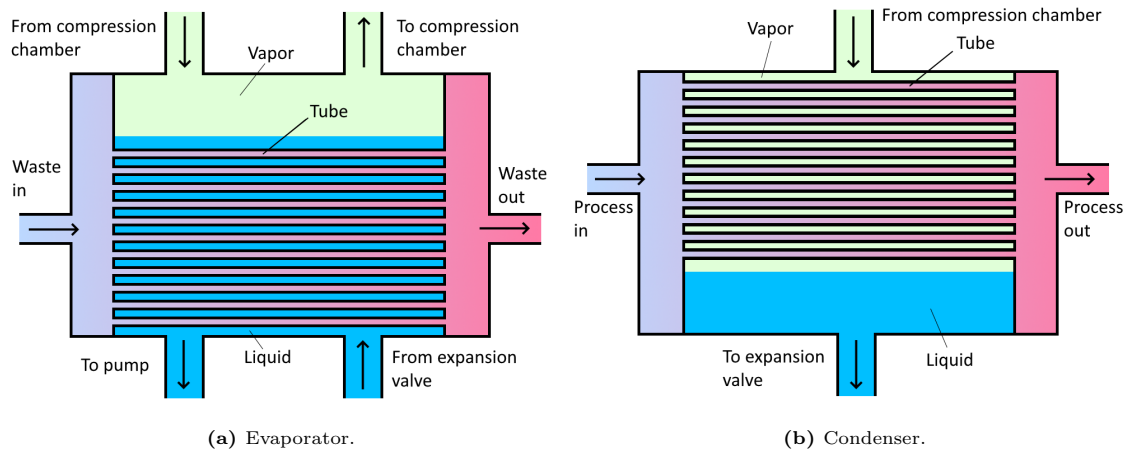 From compression
chamber
To compression
chamber
Vapor
Tube
Waste
in
Waste
out
To pump
Liquid
From expansion
valve
(a) Evaporator.
From compression chamber
Vapor
Tube
Process
in
Process
out
To expansion
valve
Liquid
(b) Condenser.